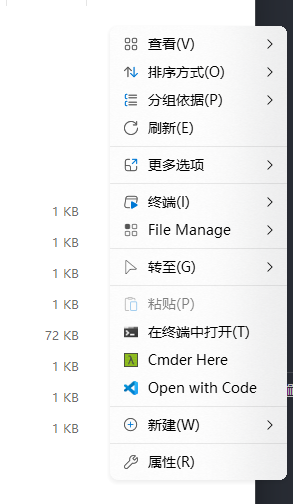 查看(V)
排序方式(O)
分组依据(P)
刷新(E)
更多选项
终端(I)
1 KB
File Manage
1 KB
转至(G)
1 KB
粘贴(P)
1 KB
在终端中打开(T)
72 KB
Cmder Here
1 KB
Open with Code
1 KB
新建(W)
1 KB
属性(R)